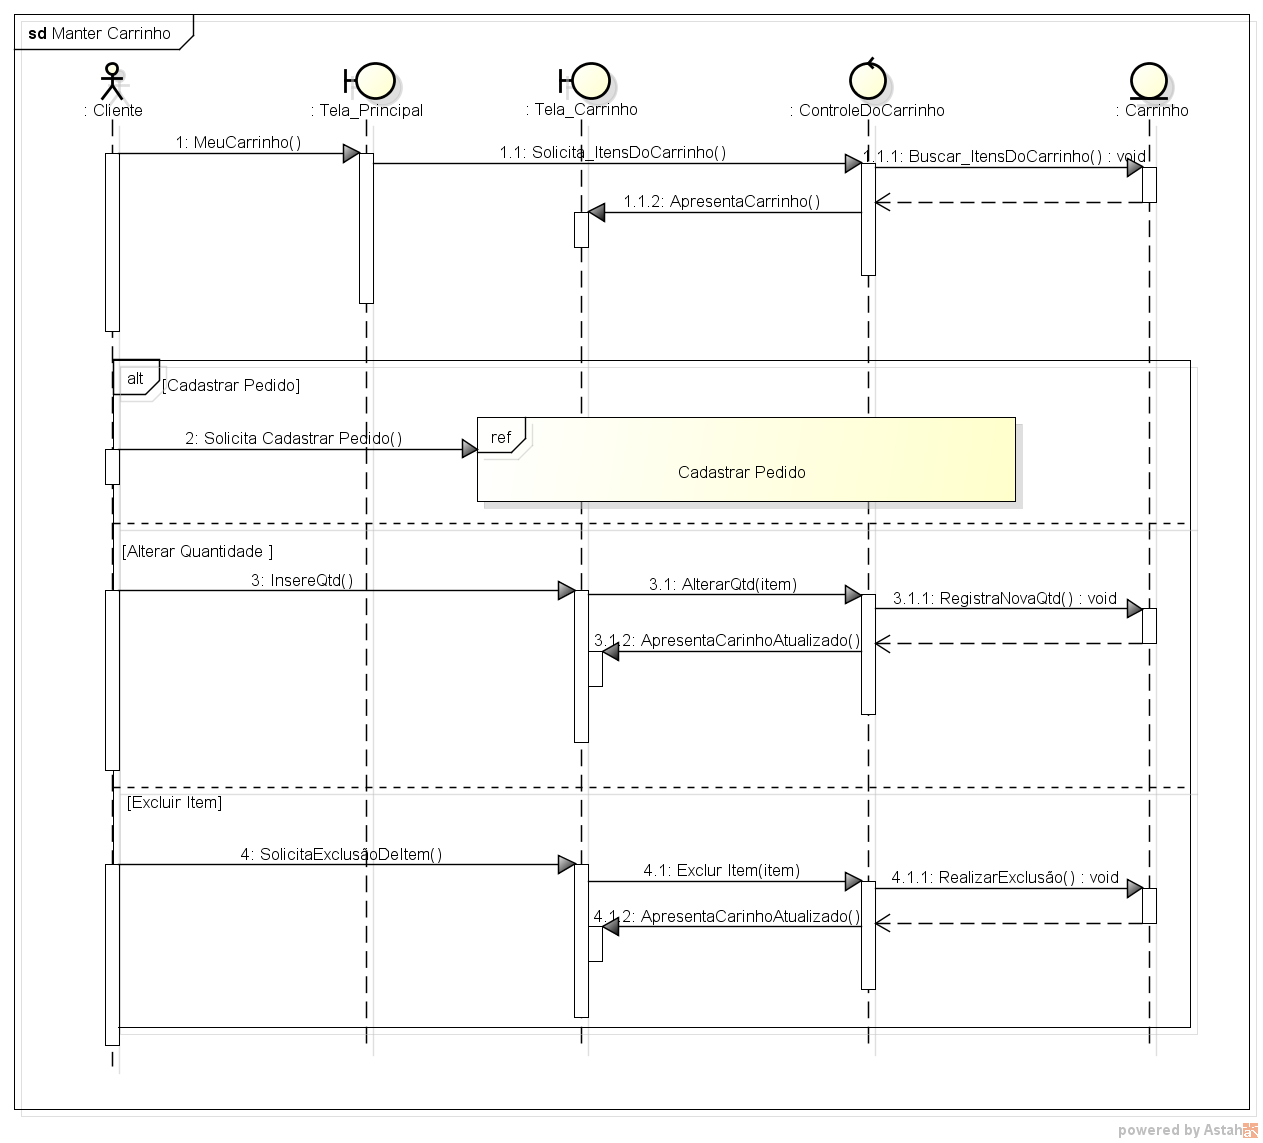 sd Manter Carrinho
: Cliente
: Tela_Principal
: Tela_Carrinho
: ControleDoCarrinho
: Carrinho
1: MeuCarrinho()
1.1: Solicita_ItensDoCarrinho()
1.1.1: Buscar_ItensDoCarrinho() : void
1.1.2: ApresentaCarrinho()
alt
[Cadastrar Pedido]
2: Solicita Cadastrar Pedido()
ref
Cadastrar Pedido
[Alterar Quantidade ]
3: InsereQtd()
3.1: AlterarQtd(item)
3.1.1: RegistraNovaQtd() : void
3.1.2: ApresentaCarinhoAtualizado()
[Excluir Item]
4: SolicitaExclusãoDeItem()
4.1: Exclur Item(item)
4.1.1: RealizarExclusão() : void
4.1.2: ApresentaCarinhoAtualizado()
powered by Astah